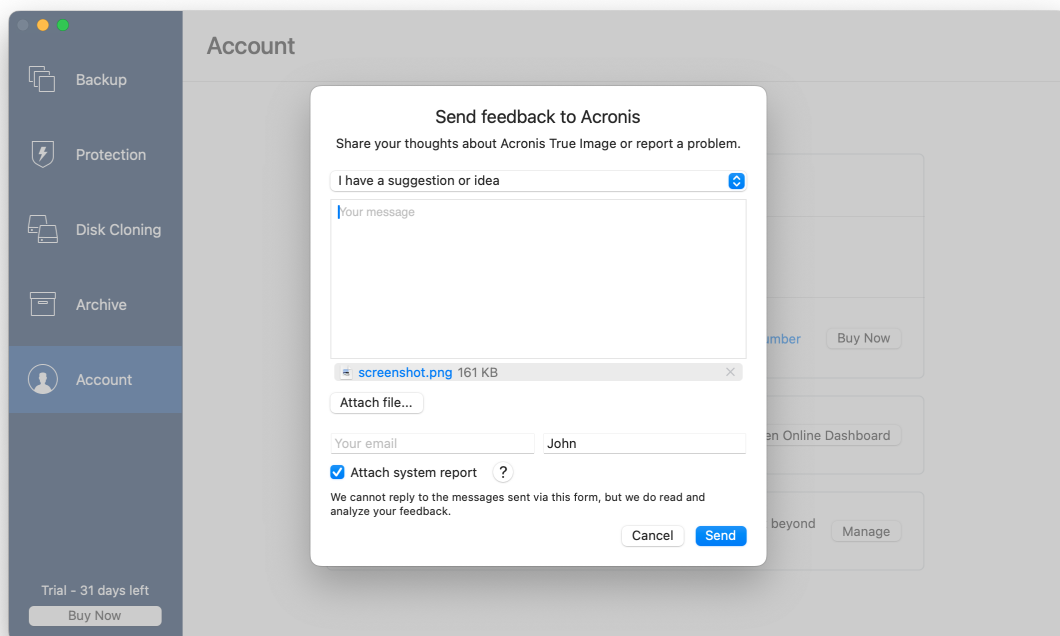 Account
Backup
Protection
Disk Cloning
Archive
Account
Trial - 31 days left
Buy Now
Send feedback to Acronis
Share your thoughts about Acronis True Image or report a problem.
I have a suggestion or idea
Your message
screenshot.png 161 KB
Attach file...
Your email
John
Attach system report ?
We cannot reply to the messages sent via this form, but we do read and
analyze your feedback.
Cancel Send
Buy Now
Online Dashboard
beyond
Manage